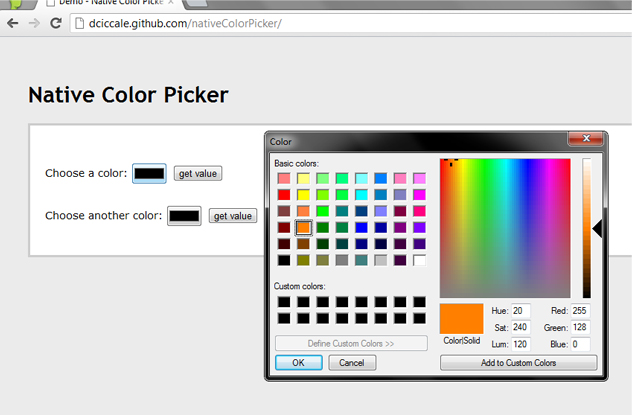 Demo - Native Color Picke
dciccale.github.com/nativeColorPicker/
Native Color Picker
Choose a color: get value
Choose another color: get value
Color
Basic colors:
Custom colors:
Define Custom Colors >>
OK Cancel
Color|Solid
Hue: 20 Red: 255
Sat: 240 Green: 128
Lum: 120 Blue: 0
Add to Custom Colors